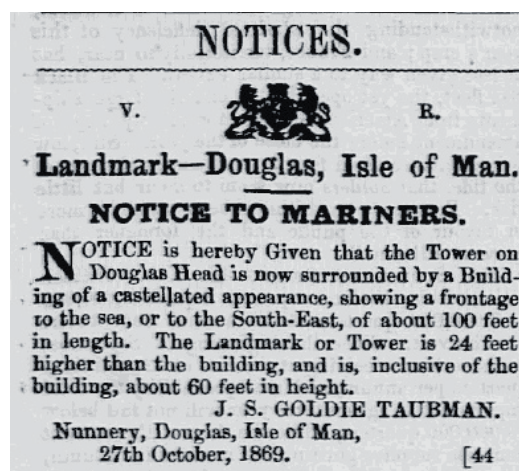 NOTICES.
V. R.
Landmark—Douglas, Isle of Man.
NOTICE TO MARINERS.
NOTICE is hereby Given that the Tower on
Douglas Head is now surrounded by a Build-
ing of a castellated appearance, showing a frontage
to the sea, or to the South-East, of about 100 feet
in length. The Landmark or Tower is 24 feet
higher than the building, and is, inclusive of the
building, about 60 feet in height.
J. S. GOLDIE TAUBMAN.
Nunnery, Douglas, Isle of Man,
27th October, 1869. [44